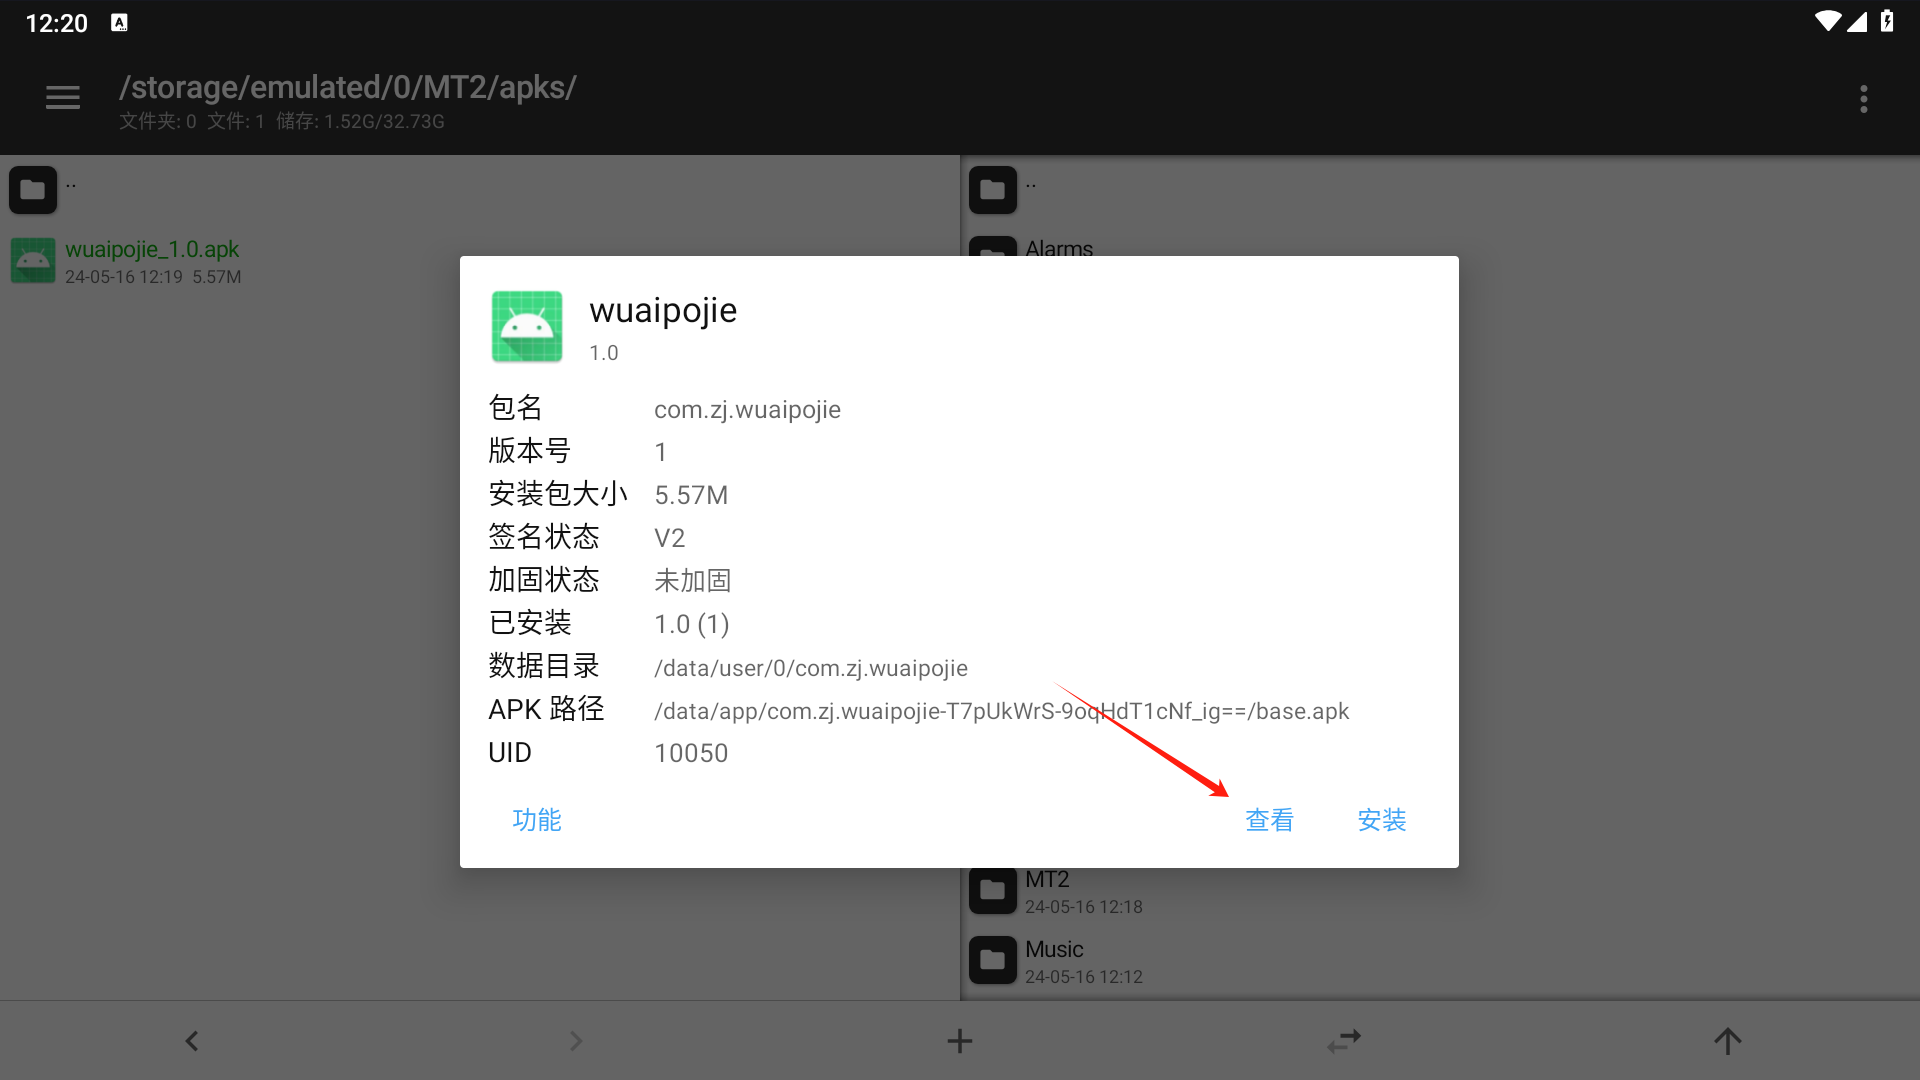 12:20
/storage/emulated/0/MT2/apks/
文件夹: 0 文件: 1 储存: 1.52G/32.73G
..
wuaipojie_1.0.apk
24-05-16 12:19 5.57M
..
Alarms
wuaipojie
1.0
包名 com.zj.wuaipojie
版本号 1
安装包大小 5.57M
签名状态 V2
加固状态 未加固
已安装 1.0 (1)
数据目录 /data/user/0/com.zj.wuaipojie
APK 路径 /data/app/com.zj.wuaipojie-T7pUkWrS-9oqHdT1cNf_ig==/base.apk
UID 10050
功能 查看 安装
MT2
24-05-16 12:18
Music
24-05-16 12:12